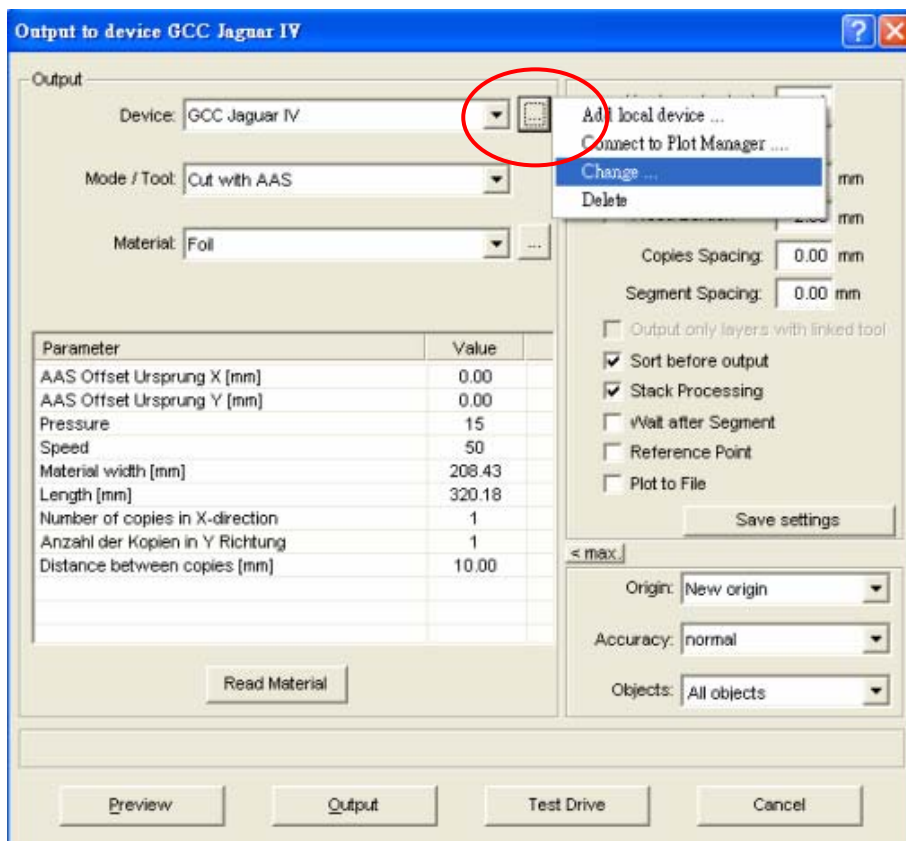 Output to device GCC Jaguar IV
Output
Device: GCC Jaguar IV
...
Add local device ...
Connect to Plot Manager ....
Change ...
Delete
Mode / Tool: Cut with AAS
mm
mm
Material: Foil
...
Copies Spacing: 0.00 mm
Segment Spacing: 0.00 mm
Output only layers with linked tool
Sort before output
Stack Processing
Wait after Segment
Reference Point
Plot to File
Save settings
Parameter Value
AAS Offset Ursprung X [mm] 0.00
AAS Offset Ursprung Y [mm] 0.00
Pressure 15
Speed 50
Material width [mm] 208.43
Length [mm] 320.18
Number of copies in X-direction 1
Anzahl der Kopien in Y Richtung 1
Distance between copies [mm] 10.00
Read Material
< max.
Origin: New origin
Accuracy: normal
Objects: All objects
Preview
Output
Test Drive
Cancel